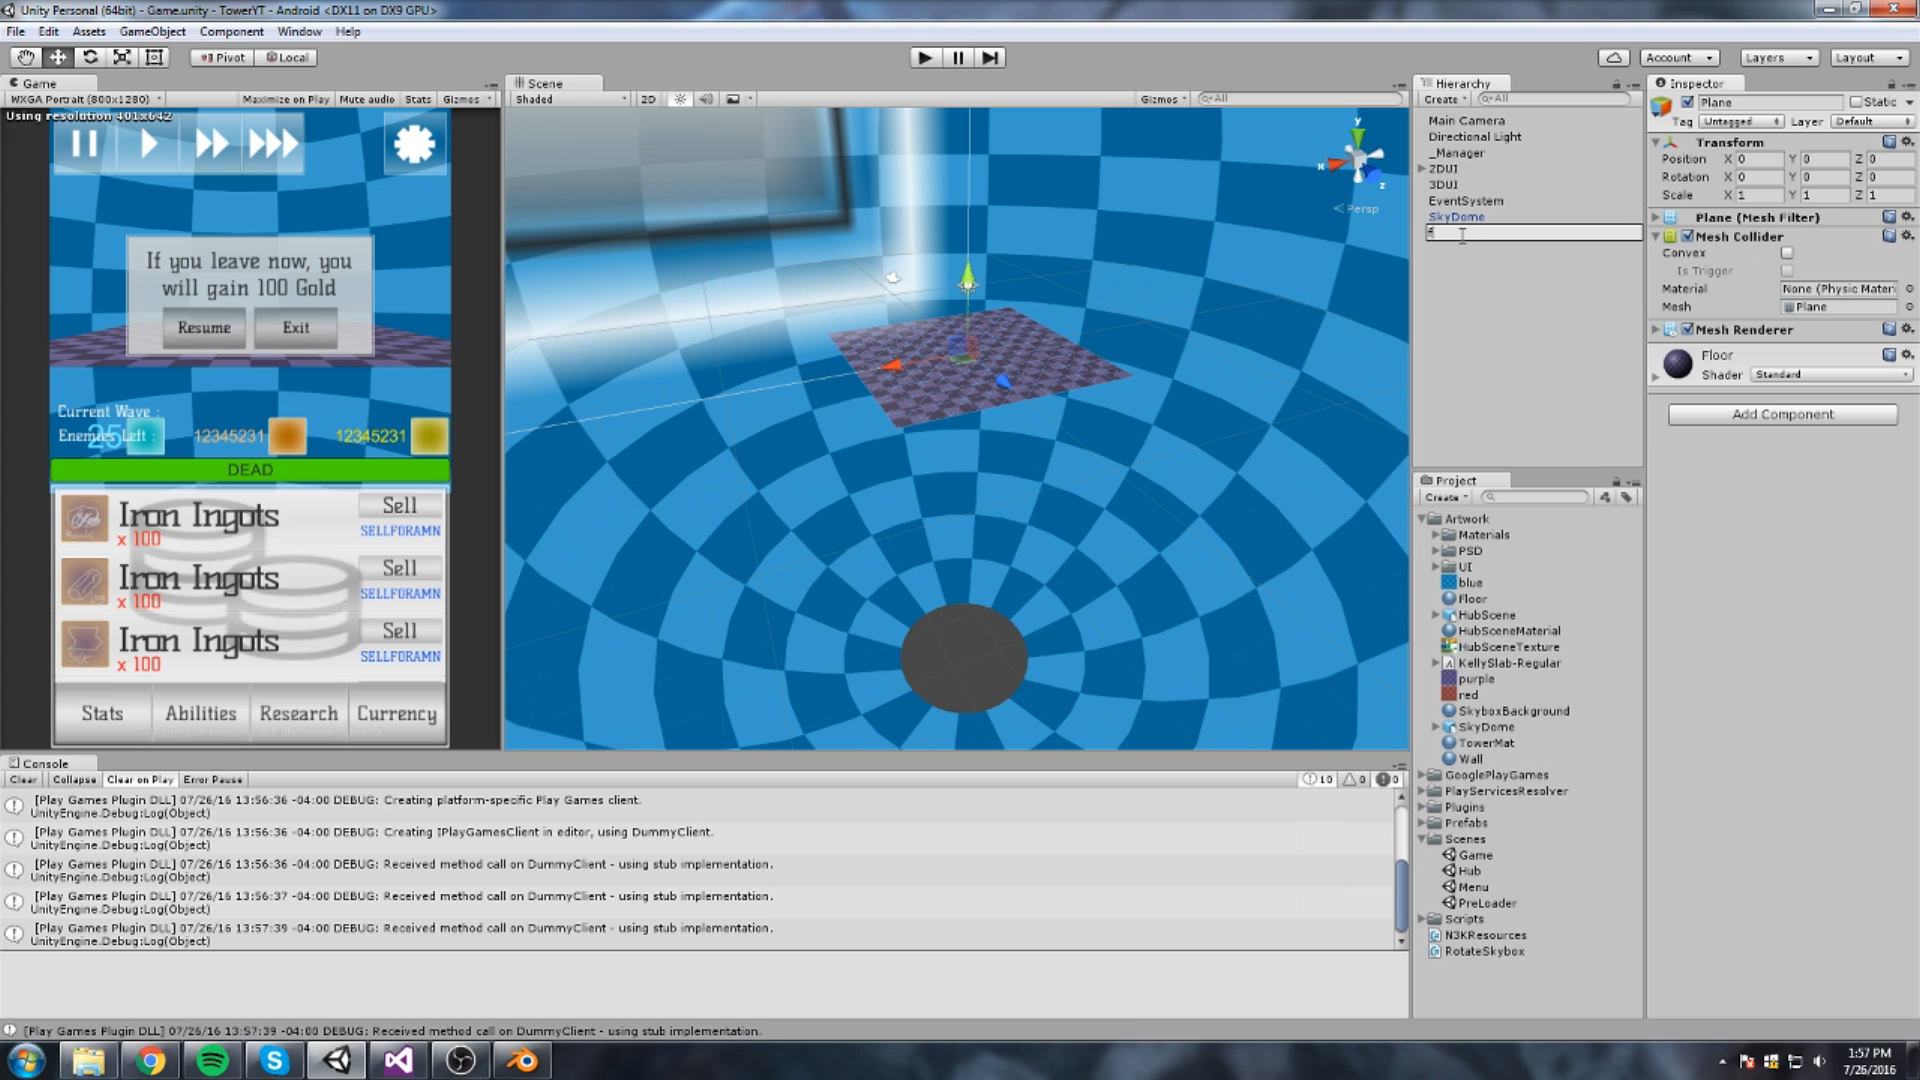 Unity Personal (64bit) - Game.unity - TowerYT - Android <DX11 on DX9 GPU>
File Edit Assets GameObject Component Window Help
Pivot Local Account Layers Layout
Game Scene Hierarchy Inspector
WXGA Portrait (800x1280) Maximize on Play Mute audio Stats Gizmos Shaded 2D Gizmos All Create All
Using resolution 401x642
Plane Static
Tag Untagged Layer Default
Main Camera
Directional Light
_Manager
2DUI
3DUI
EventSystem
SkyDome
y
x
z
Persp
Transform
Position X 0 Y 0 Z 0
Rotation X 0 Y 0 Z 0
Scale X 1 Y 1 Z 1
Plane (Mesh Filter)
Mesh Collider
Convex
Is Trigger
Material None (Physic Materi
Mesh Plane
Mesh Renderer
Floor
Shader Standard
Add Component
If you leave now, you
will gain 100 Gold
Resume Exit
Current Wave :
Enemies Left : 25 12345231 12345231
DEAD
Iron Ingots Sell
x 100 SELLFORAMN
Iron Ingots Sell
x 100 SELLFORAMN
Iron Ingots Sell
x 100 SELLFORAMN
Stats Abilities Research Currency
Project
Create
Artwork
Materials
PSD
UI
blue
Floor
HubScene
HubSceneMaterial
HubSceneTexture
KellySlab-Regular
purple
red
SkyboxBackground
SkyDome
TowerMat
Wall
GooglePlayGames
PlayServicesResolver
Plugins
Prefabs
Scenes
Game
Hub
Menu
PreLoader
Scripts
N3KResources
RotateSkybox
Console
Clear Collapse Clear on Play Error Pause 10 0 0
[Play Games Plugin DLL] 07/26/16 13:56:36 -04:00 DEBUG: Creating platform-specific Play Games client.
UnityEngine.Debug:Log(Object)
[Play Games Plugin DLL] 07/26/16 13:56:36 -04:00 DEBUG: Creating IPlayGamesClient in editor, using DummyClient.
UnityEngine.Debug:Log(Object)
[Play Games Plugin DLL] 07/26/16 13:56:36 -04:00 DEBUG: Received method call on DummyClient - using stub implementation.
UnityEngine.Debug:Log(Object)
[Play Games Plugin DLL] 07/26/16 13:56:37 -04:00 DEBUG: Received method call on DummyClient - using stub implementation.
UnityEngine.Debug:Log(Object)
[Play Games Plugin DLL] 07/26/16 13:57:39 -04:00 DEBUG: Received method call on DummyClient - using stub implementation.
UnityEngine.Debug:Log(Object)
[Play Games Plugin DLL] 07/26/16 13:57:39 -04:00 DEBUG: Received method call on DummyClient - using stub implementation.
1:57 PM
7/26/2016